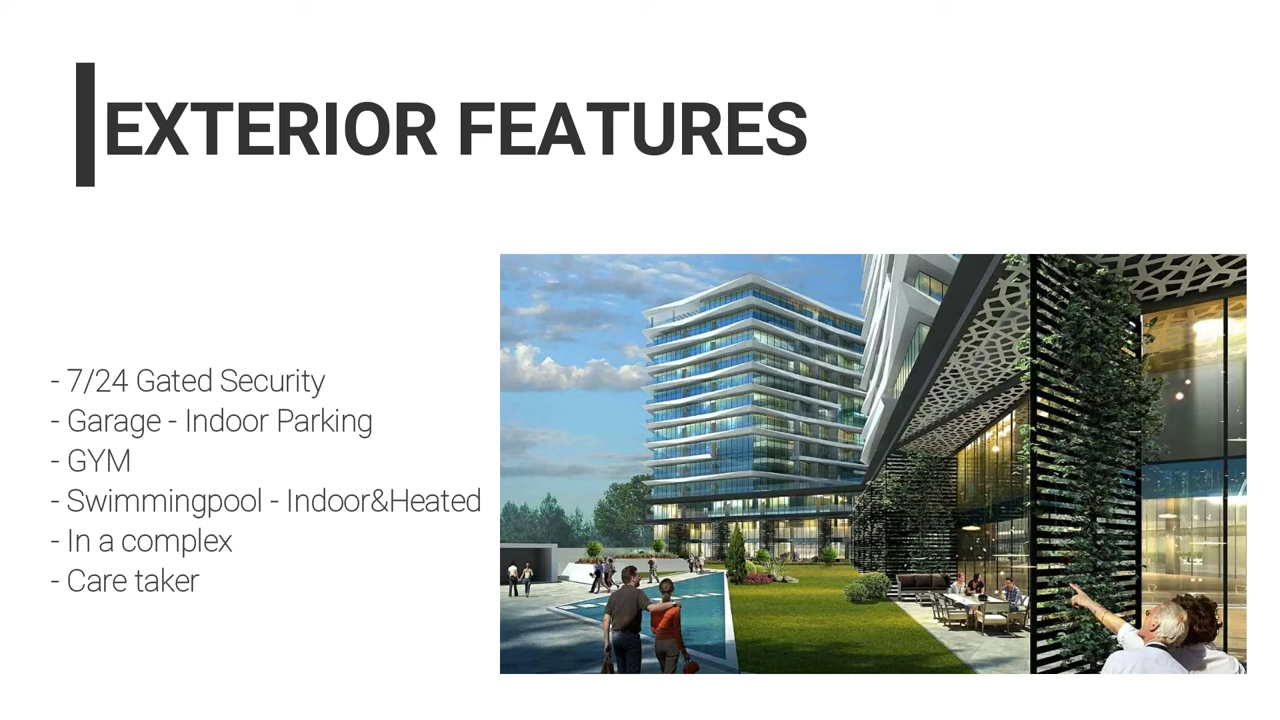 EXTERIOR FEATURES
- 7/24 Gated Security
- Garage - Indoor Parking
- GYM
- Swimmingpool - Indoor&Heated
- In a complex
- Care taker